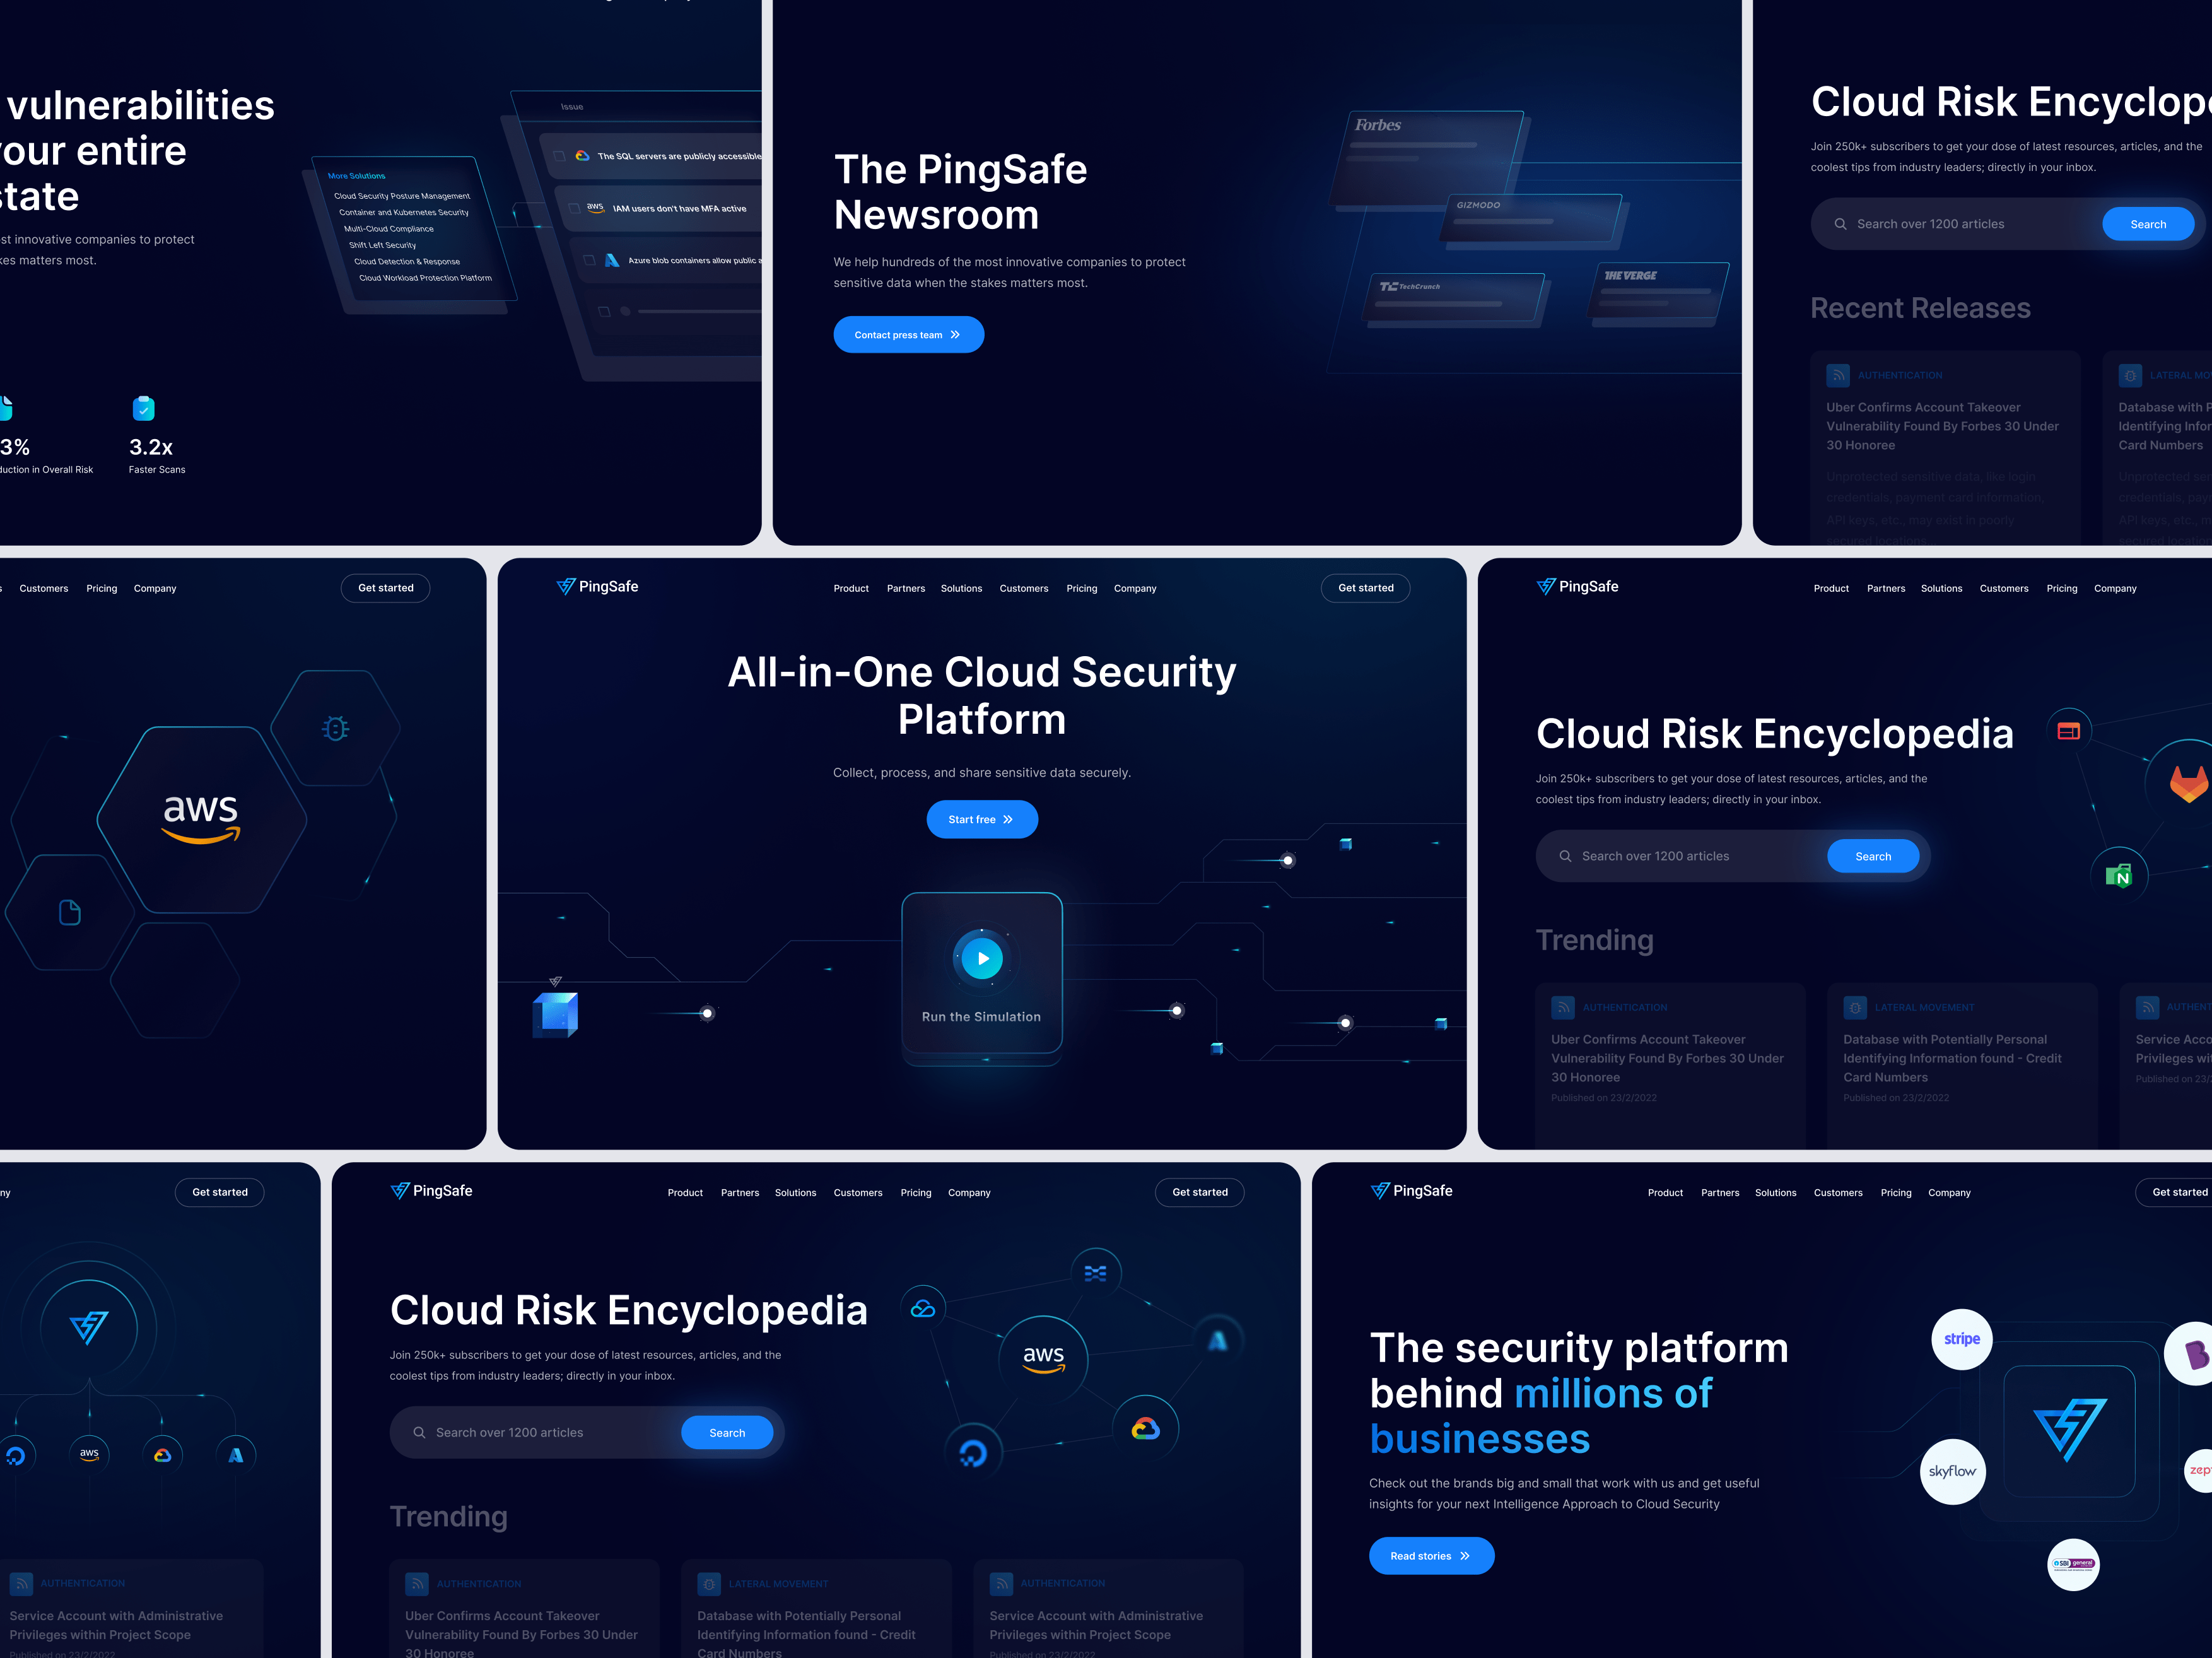 vulnerabilities
your entire
state
st innovative companies to protect
kes matters most.
3%
duction in Overall Risk
3.2x
Faster Scans
More Solutions
Cloud Security Posture Management
Container and Kubernetes Security
Multi-Cloud Compliance
Shift Left Security
Cloud Detection & Response
Cloud Workload Protection Platform
Issue
The SQL servers are publicly accessible
aws IAM users don't have MFA active
Azure blob containers allow public a
The PingSafe
Newsroom
We help hundreds of the most innovative companies to protect
sensitive data when the stakes matters most.
Contact press team
Forbes
GIZMODO
TC TechCrunch
THE VERGE
Cloud Risk Encyclop
Join 250k+ subscribers to get your dose of latest resources, articles, and the
coolest tips from industry leaders; directly in your inbox.
Search over 1200 articles
Search
Recent Releases
AUTHENTICATION
Uber Confirms Account Takeover
Vulnerability Found By Forbes 30 Under
30 Honoree
Unprotected sensitive data, like login
credentials, payment card information,
API keys, etc., may exist in poorly
secured locations...
LATERAL MO
Database with P
Identifying Infor
Card Numbers
Unprotected sen
credentials, pay
API keys, etc., m
secured location
s Customers Pricing Company
Get started
aws
PingSafe
Product Partners Solutions Customers Pricing Company
Get started
All-in-One Cloud Security
Platform
Collect, process, and share sensitive data securely.
Start free
Run the Simulation
PingSafe
Product Partners Solutions Customers Pricing Company
Cloud Risk Encyclopedia
Join 250k+ subscribers to get your dose of latest resources, articles, and the
coolest tips from industry leaders; directly in your inbox.
Search over 1200 articles
Search
N
Trending
AUTHENTICATION
Uber Confirms Account Takeover
Vulnerability Found By Forbes 30 Under
30 Honoree
Published on 23/2/2022
LATERAL MOVEMENT
Database with Potentially Personal
Identifying Information found - Credit
Card Numbers
Published on 23/2/2022
AUTHENT
Service Acco
Privileges wit
Published on 23/2
ny
Get started
aws
AUTHENTICATION
Service Account with Administrative
Privileges within Project Scope
Published on 23/2/2022
PingSafe
Product Partners Solutions Customers Pricing Company
Get started
Cloud Risk Encyclopedia
Join 250k+ subscribers to get your dose of latest resources, articles, and the
coolest tips from industry leaders; directly in your inbox.
Search over 1200 articles
Search
aws
Trending
AUTHENTICATION
Uber Confirms Account Takeover
Vulnerability Found By Forbes 30 Under
30 Honoree
LATERAL MOVEMENT
Database with Potentially Personal
Identifying Information found - Credit
Card Numbers
AUTHENTICATION
Service Account with Administrative
Privileges within Project Scope
Published on 23/2/2022
PingSafe
Product Partners Solutions Customers Pricing Company
Get started
The security platform
behind millions of
businesses
Check out the brands big and small that work with us and get useful
insights for your next Intelligence Approach to Cloud Security
Read stories
stripe
B
skyflow
zep
SBI general